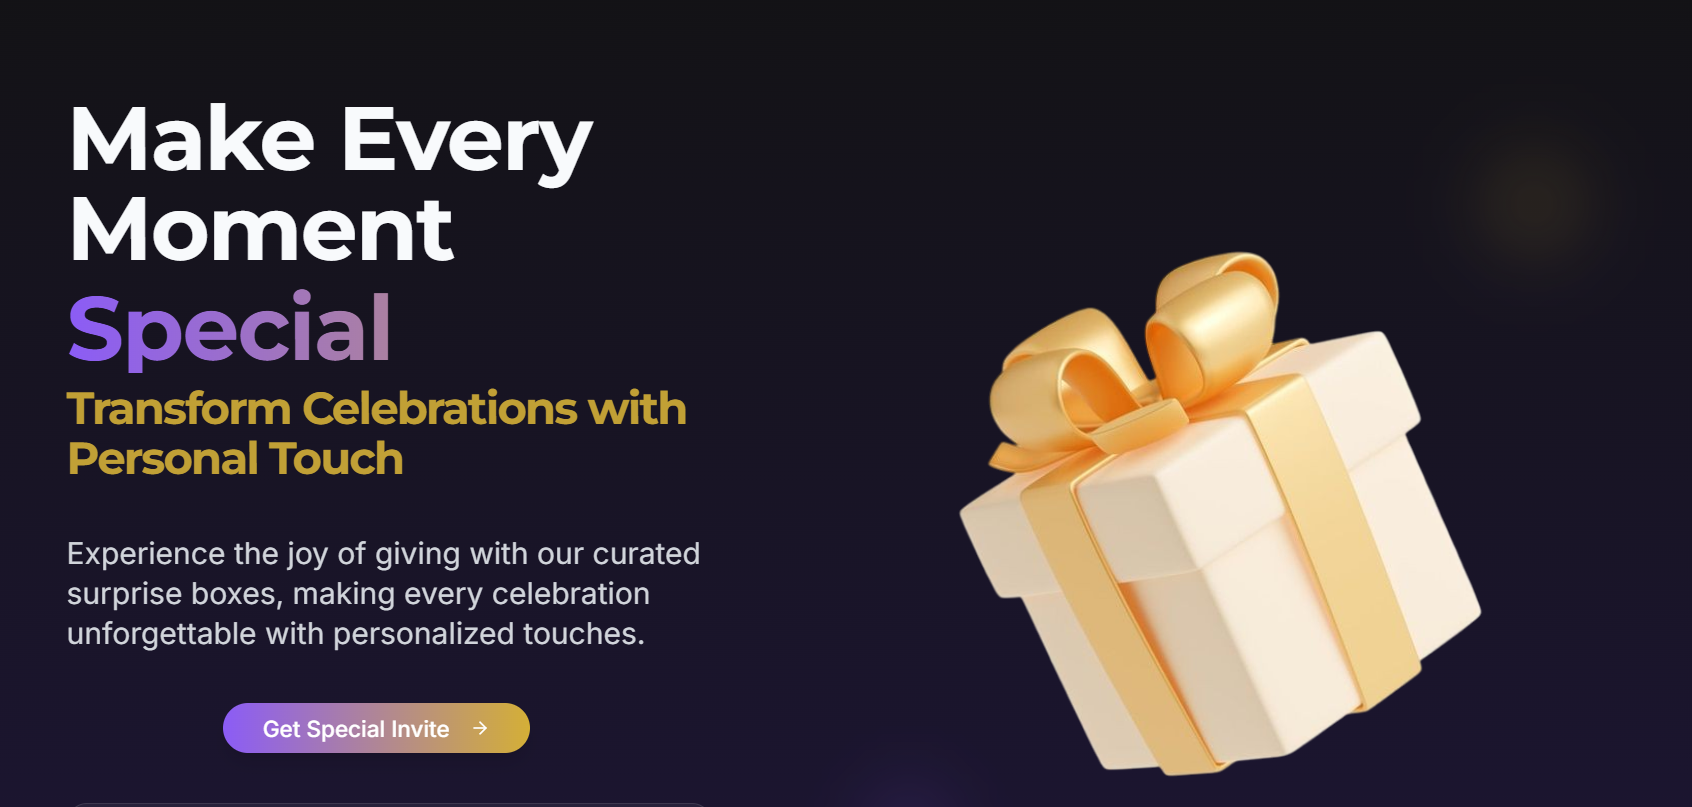 Make Every
Moment
Special
Transform Celebrations with
Personal Touch
Experience the joy of giving with our curated
surprise boxes, making every celebration
unforgettable with personalized touches.
Get Special Invite →